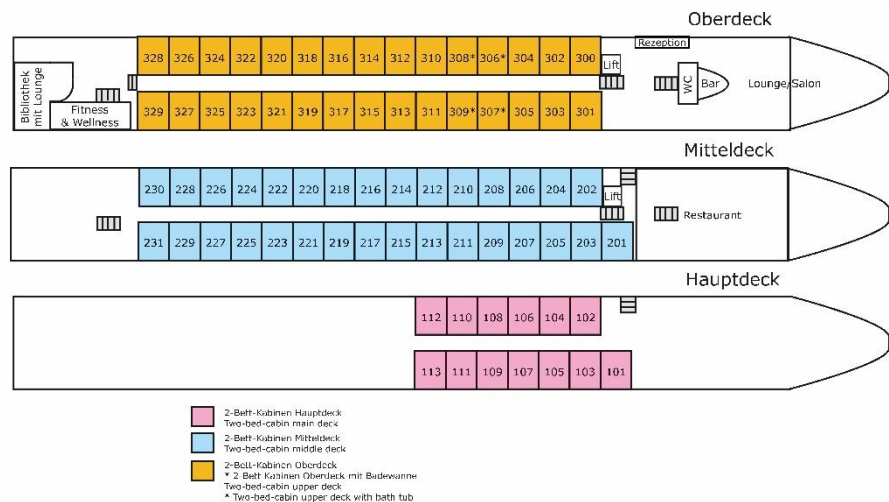 Oberdeck
Rezeption
328 326 324 322 320 318 316 314 312 310 308* 306* 304 302 300
Lift
Bibliothek
mit Lounge
Fitness
& Wellness
WC
Bar
Lounge/Salon
329 327 325 323 321 319 317 315 313 311 309* 307* 305 303 301
Mitteldeck
230 228 226 224 222 220 218 216 214 212 210 208 206 204 202
Lift
Restaurant
231 229 227 225 223 221 219 217 215 213 211 209 207 205 203 201
Hauptdeck
112 110 108 106 104 102
113 111 109 107 105 103 101
2-Bett-Kabinen Hauptdeck
Two-bed-cabin main deck
2-Bett-Kabinen Mitteldeck
Two-bed-cabin middle deck
2-Bett-Kabinen Oberdeck
* 2 Bett Kabinen Oberdeck mit Badewanne
Two-bed-cabin upper deck
* Two-bed-cabin upper deck with bath tub